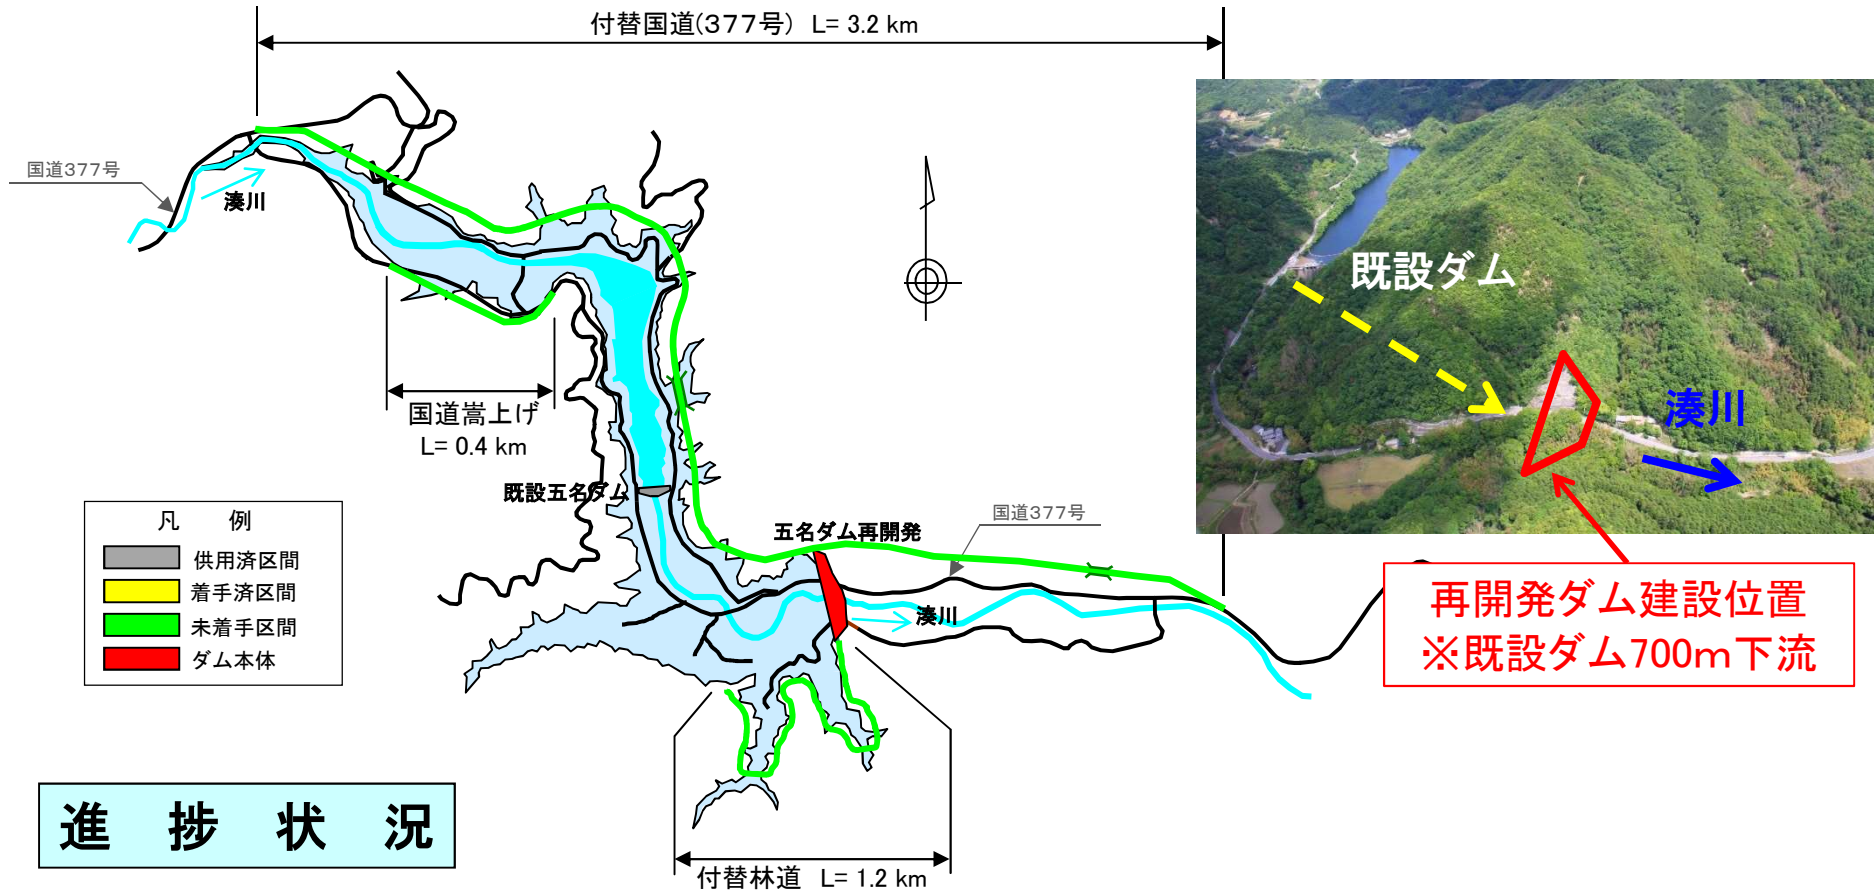 付替国道(377号) L= 3.2 km
国道377号
湊川
既設ダム
湊川
国道嵩上げ
L= 0.4 km
既設五名ダム
国道377号
五名ダム再開発
湊川
凡 例
供用済区間
着手済区間
未着手区間
ダム本体
再開発ダム建設位置
※既設ダム700m下流
進 捗 状 況
付替林道 L= 1.2 km